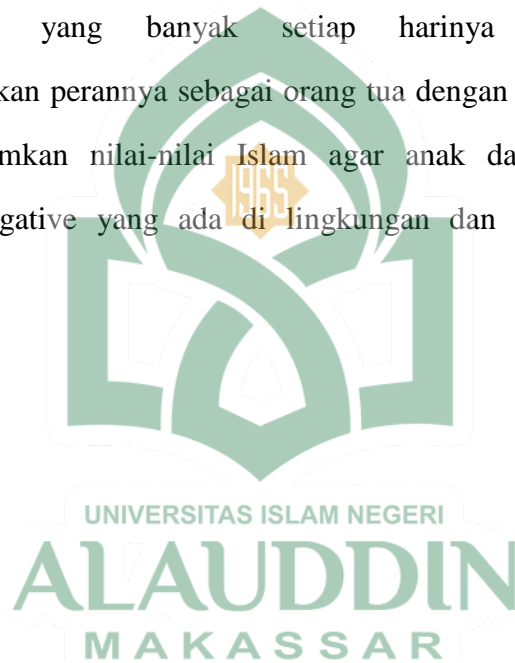 yang banyak setiap harinya
kan perannya sebagai orang tua dengan
mkan nilai-nilai Islam agar anak da
gative yang ada di lingkungan dan
1965
UNIVERSITAS ISLAM NEGERI
ALAUDDIN
MAKASSAR